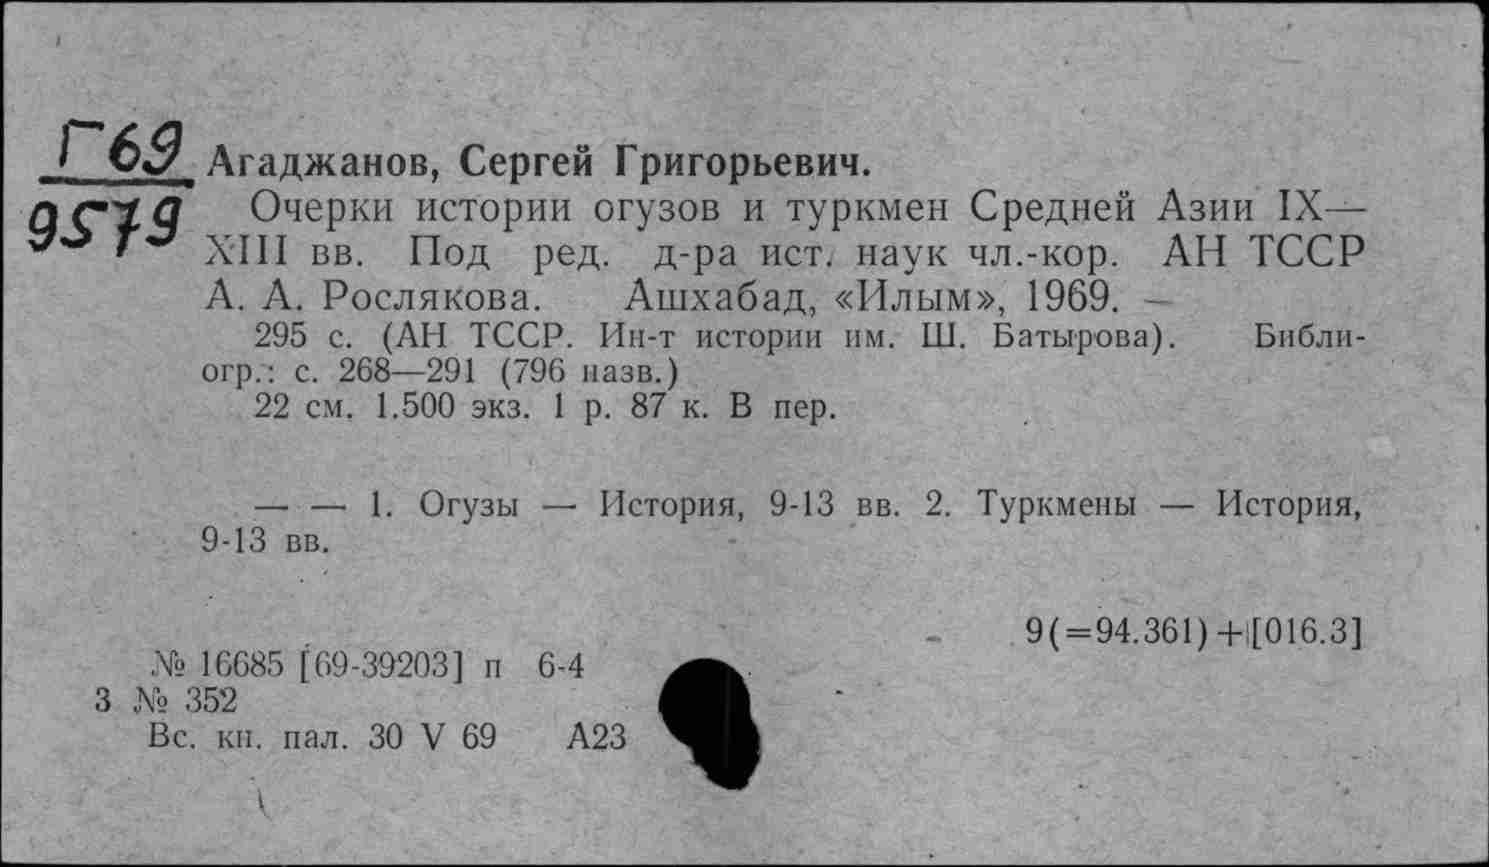 Г69
9579
Агаджанов, Сергей Григорьевич.
Очерки истории огузов и туркмен Средней Азии IX—
XIII вв. Под ред. д-ра ист. наук чл.-кор. АН ТССР
А. А. Рослякова. Ашхабад, «Илым», 1969. —
295 с. (АН ТССР. Ин-т истории им. Ш. Батырова). Библи-
огр.: с. 268—291 (796 назв.)
22 см. 1.500 экз. 1 р. 87 к. В пер.
— — 1. Огузы — История, 9-13 вв. 2. Туркмены — История,
9-13 вв.
9(=94.361)+[016.3]
№ 16685 [69-39203] п 6-4
3 № 352
Вс. кн. пал. 30 V 69 А23